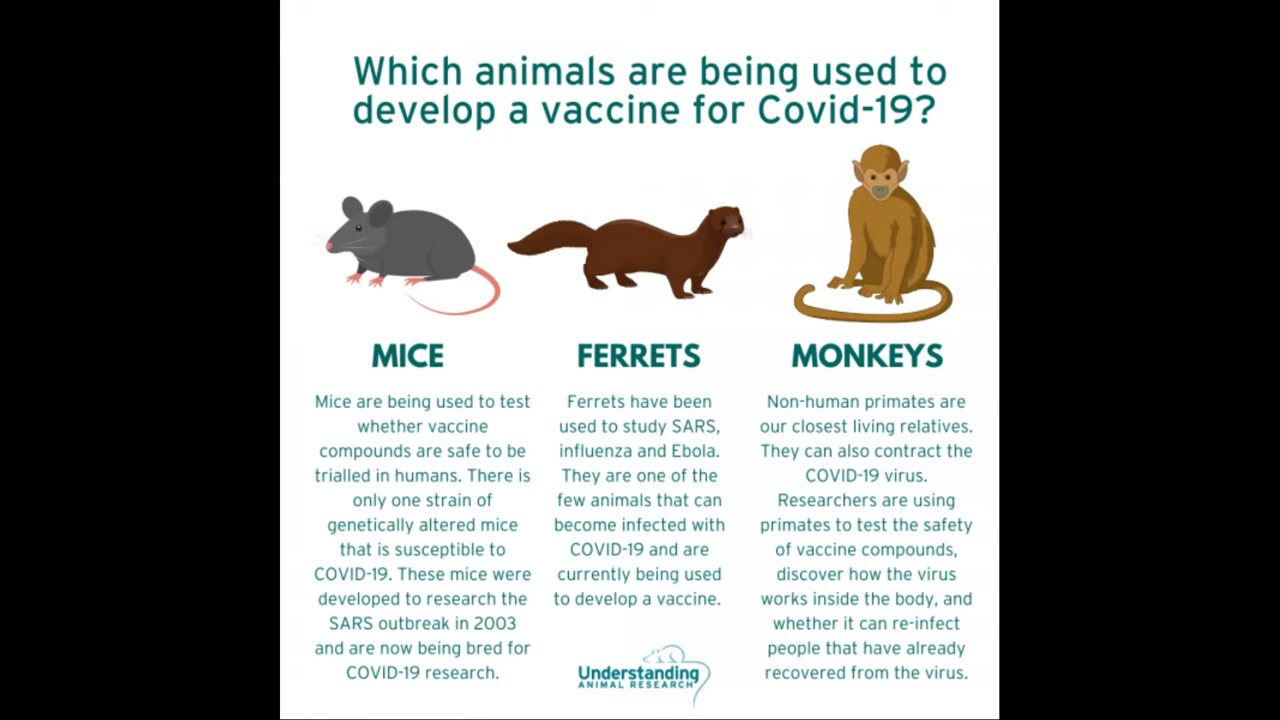 Which animals are being used to
develop a vaccine for Covid-19?
MICE
Mice are being used to test
whether vaccine
compounds are safe to be
trialled in humans. There is
only one strain of
genetically altered mice
that is susceptible to
COVID-19. These mice were
developed to research the
SARS outbreak in 2003
and are now being bred for
COVID-19 research.
FERRETS
Ferrets have been
used to study SARS,
influenza and Ebola.
They are one of the
few animals that can
become infected with
COVID-19 and are
currently being used
to develop a vaccine.
MONKEYS
Non-human primates are
our closest living relatives.
They can also contract the
COVID-19 virus.
Researchers are using
primates to test the safety
of vaccine compounds,
discover how the virus
works inside the body, and
whether it can re-infect
people that have already
recovered from the virus.
Understanding
ANIMAL RESEARCH